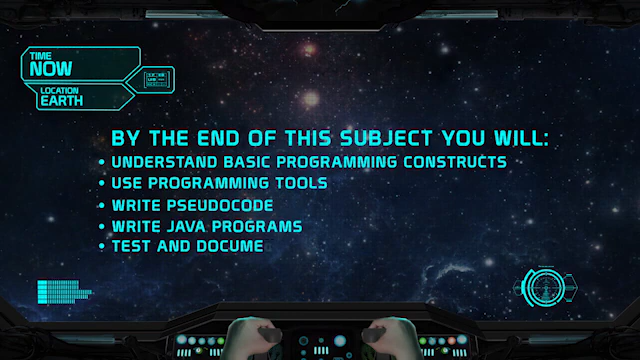 TIME
NOW
LOCATION
EARTH
BY THE END OF THIS SUBJECT YOU WILL:
• UNDERSTAND BASIC PROGRAMMING CONSTRUCTS
• USE PROGRAMMING TOOLS
• WRITE PSEUDOCODE
• WRITE JAVA PROGRAMS
• TEST AND DOCUME